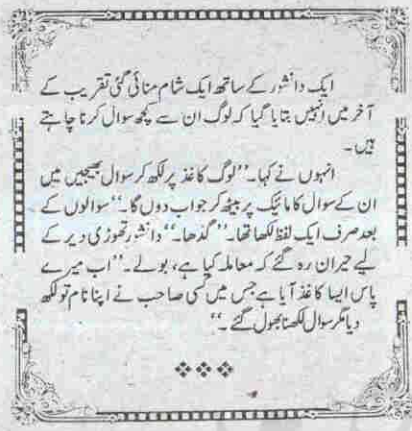 ایک دانشور کے ساتھ ایک شام منائی گئی تقریب کے
آخر میں انہیں بتایا گیا کہ لوگ ان سے کچھ سوال کرنا چاہتے
ہیں۔
انہوں نے کہا۔ ’’لوگ کاغذ پر لکھ کر سوال بھیجیں میں
ان کے سوال کا مائیک پر بیٹھ کر جواب دوں گا۔‘‘ سوالوں کے
بعد صرف ایک لفظ لکھا تھا۔ ’’گدھا۔‘‘ دانشور تھوڑی دیر کے
لیے حیران رہ گئے کہ معاملہ کیا ہے، بولے۔ ’’اب میرے
پاس ایسا کاغذ آیا ہے جس میں کسی صاحب نے اپنا نام تو لکھ
دیا مگر سوال لکھنا بھول گئے۔‘‘